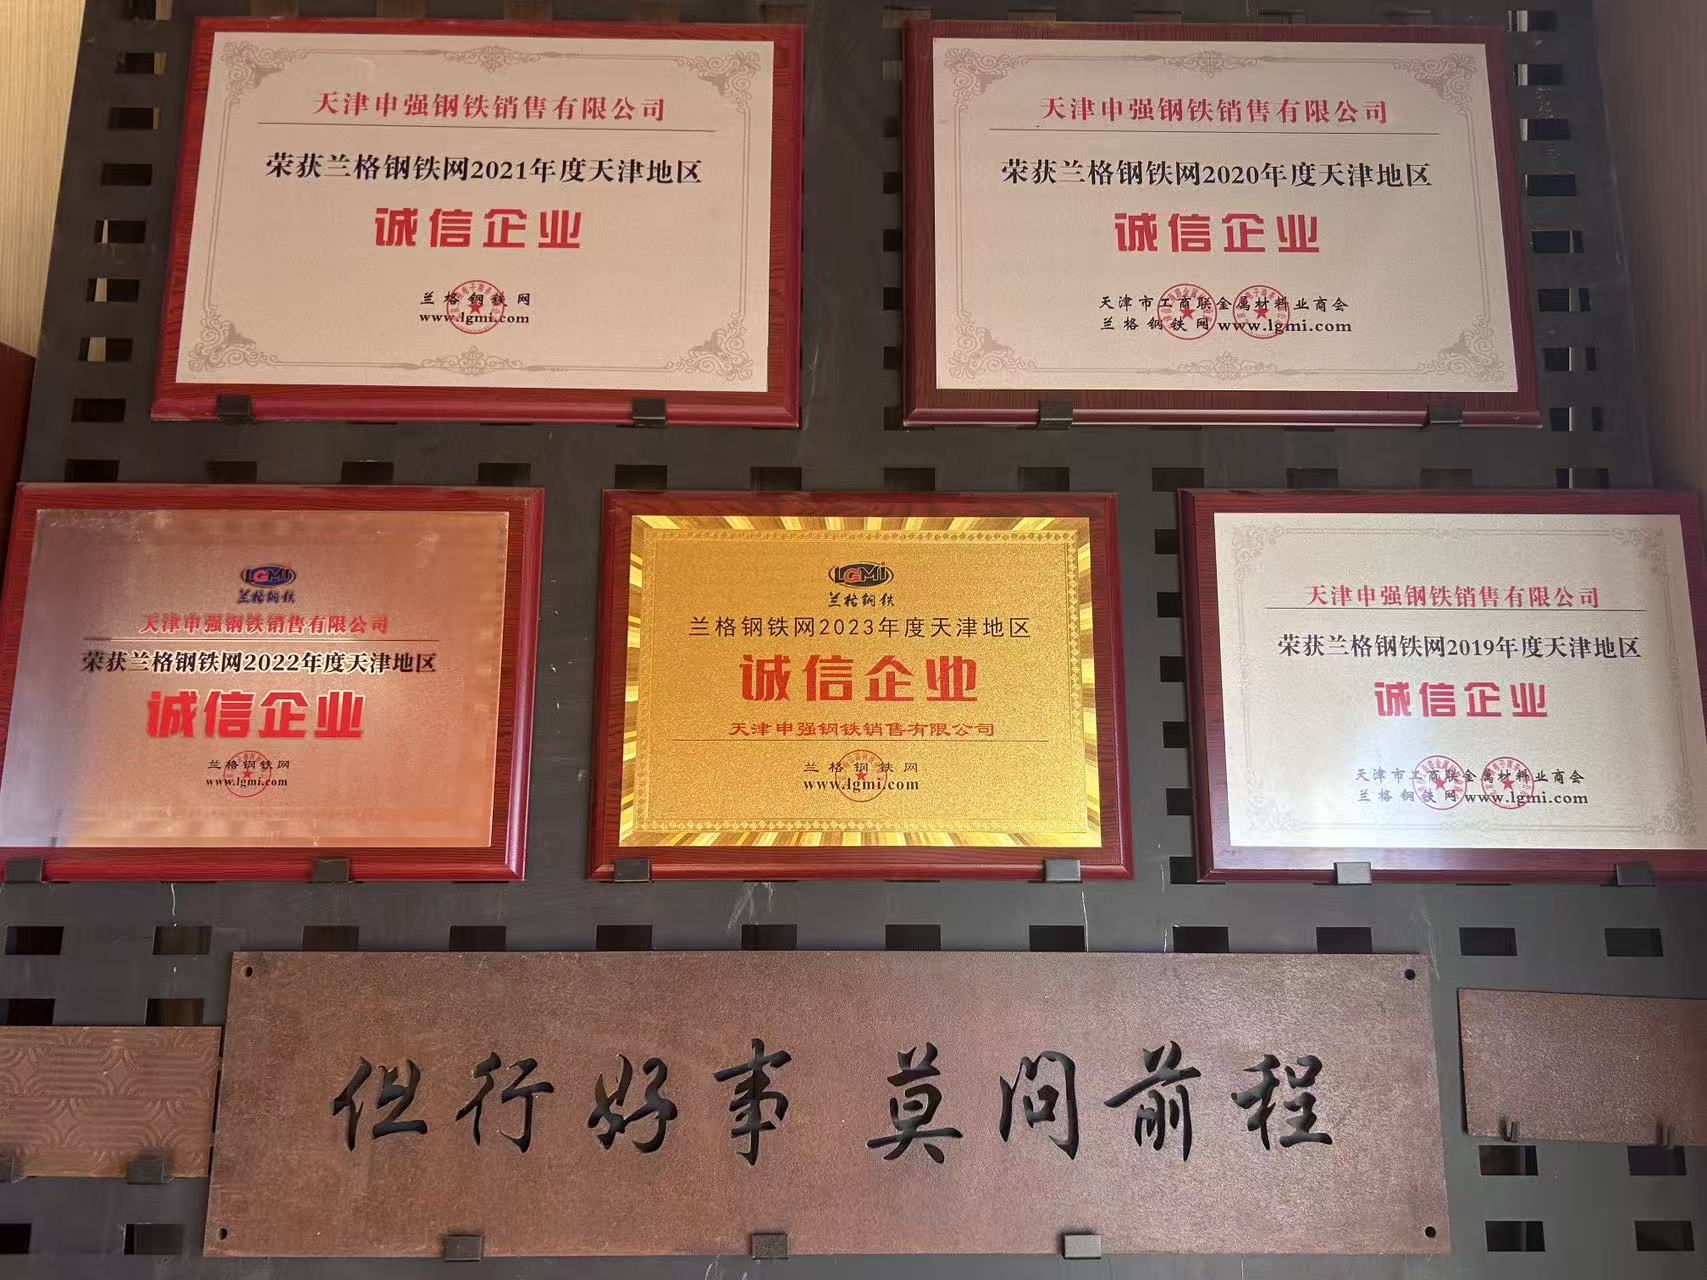 天津申强钢铁销售有限公司
荣获兰格钢铁网2021年度天津地区
诚信企业
兰格钢铁网
www.lgmi.com
天津申强钢铁销售有限公司
荣获兰格钢铁网2020年度天津地区
诚信企业
天津市工商联金属材料业商会
兰格钢铁网www.lgmi.com
LGMi
兰格钢铁
天津申强钢铁销售有限公司
荣获兰格钢铁网2022年度天津地区
诚信企业
兰格钢铁网
www.lgmi.com
LGMi
兰格钢铁
兰格钢铁网2023年度天津地区
诚信企业
天津申强钢铁销售有限公司
兰格钢铁网
www.lgmi.com
天津申强钢铁销售有限公司
荣获兰格钢铁网2019年度天津地区
诚信企业
天津市工商联金属材料业商会
兰格钢铁网www.lgmi.com
但行好事 莫问前程